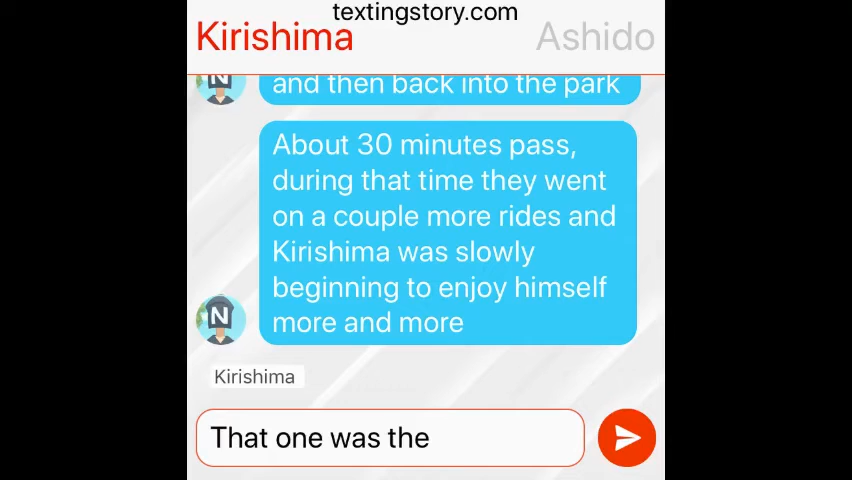 textingstory.com
Kirishima Ashido
and then back into the park
N
About 30 minutes pass,
during that time they went
on a couple more rides and
Kirishima was slowly
beginning to enjoy himself
more and more
N
Kirishima
That one was the